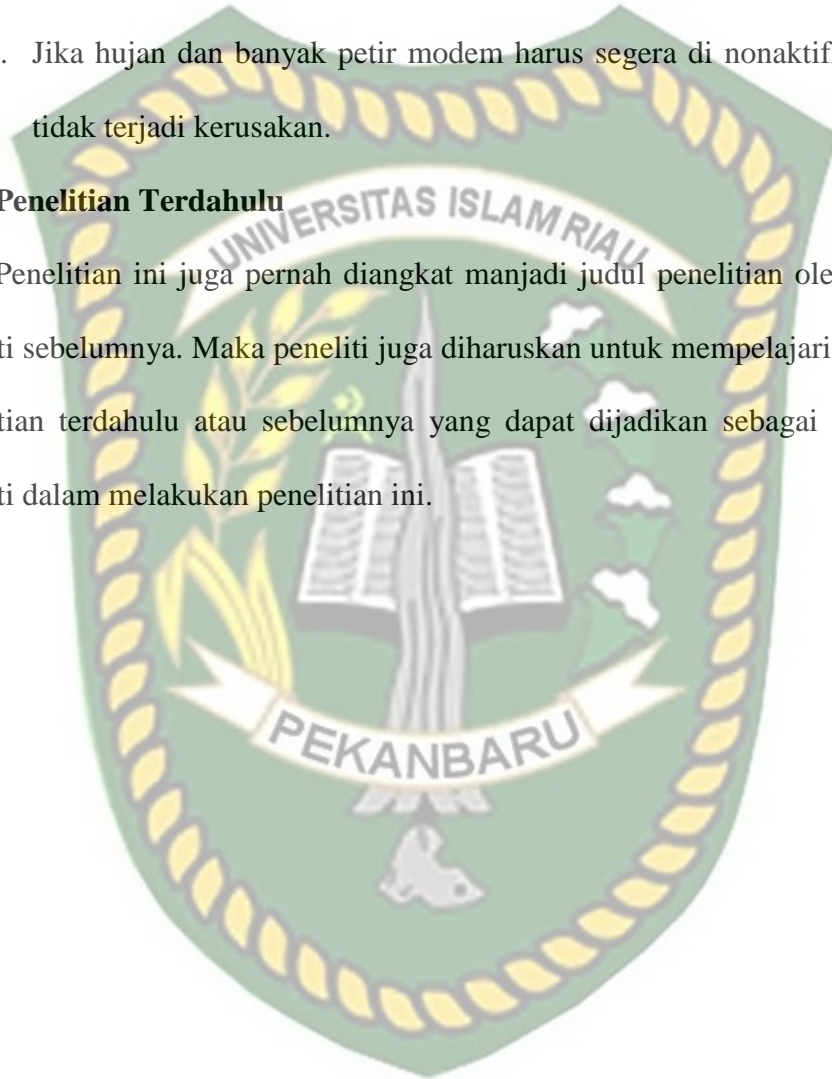 . Jika hujan dan banyak petir modem harus segera di nonaktif
tidak terjadi kerusakan.
Penelitian Terdahulu
Penelitian ini juga pernah diangkat manjadi judul penelitian ole
ti sebelumnya. Maka peneliti juga diharuskan untuk mempelajari
tian terdahulu atau sebelumnya yang dapat dijadikan sebagai
ti dalam melakukan penelitian ini.
UNIVERSITAS ISLAM RIAU
PEKANBARU